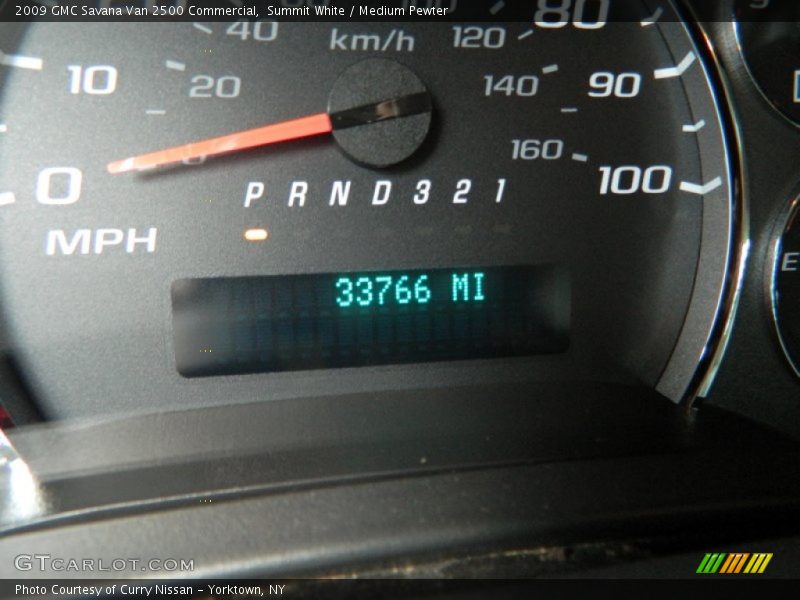 2009 GMC Savana Van 2500 Commercial,  Summit White / Medium Pewter
40 km/h 120 80
10 20 140 90
0 0 160 100
P R N D 3 2 1
MPH
33766 MI
E
GTCARLOT.COM
Photo Courtesy of Curry Nissan - Yorktown, NY